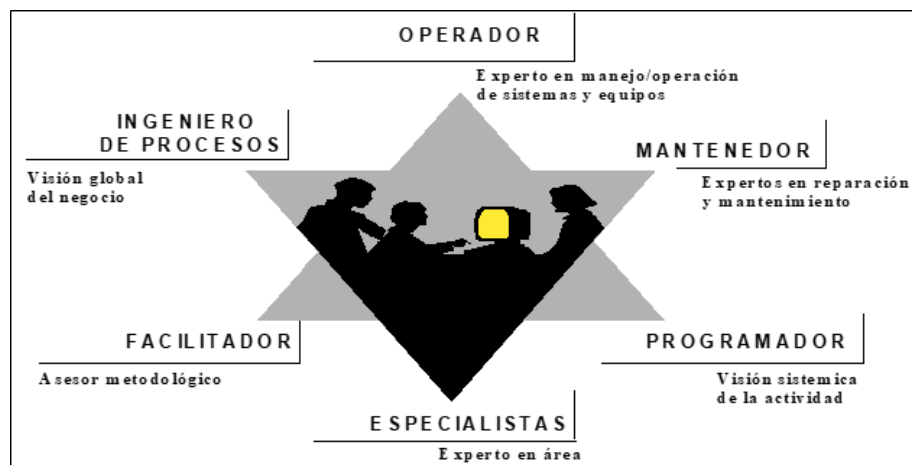 OPERADOR
Experto en manejo/operación
de sistemas y equipos
INGENIERO
DE PROCESOS
Visión global
del negocio
MANTENEDOR
Expertos en reparación
y mantenimiento
FACILITADOR
Asesor metodológico
PROGRAMADOR
Visión sistemica
de la actividad
ESPECIALISTAS
Experto en área